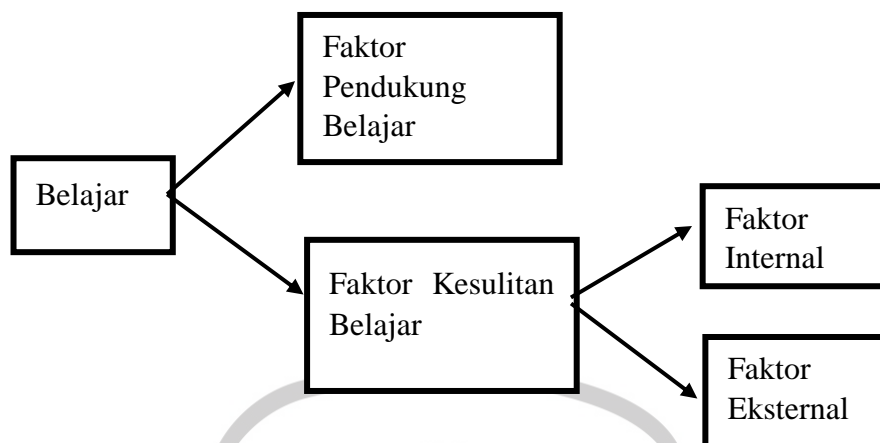 Faktor
Pendukung
Belajar
Belajar
Faktor Kesulitan
Belajar
Faktor
Internal
Faktor
Eksternal